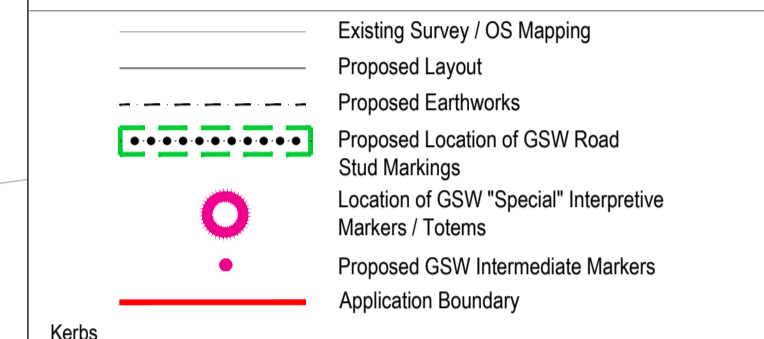 Existing Survey / OS Mapping
Proposed Layout
Proposed Earthworks
Proposed Location of GSW Road
Stud Markings
Location of GSW "Special" Interpretive
Markers / Totems
Proposed GSW Intermediate Markers
Application Boundary
Kerbs